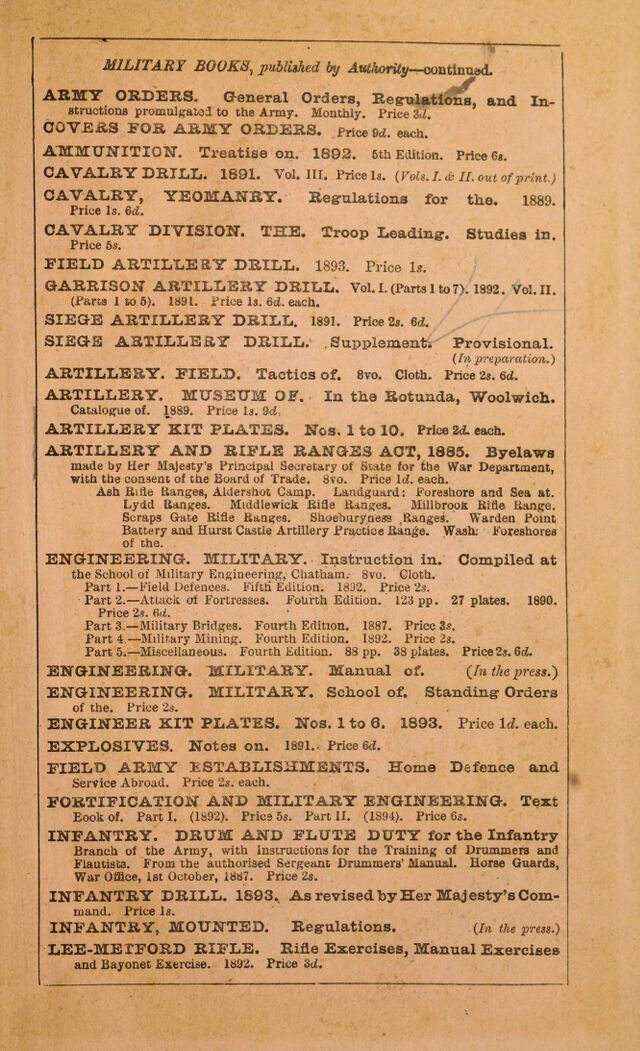 MILITARY BOOKS, published by Authority—continued.
ARMY ORDERS. General Orders, Regulations, and In-
structions promulgated to the Army. Monthly. Price 3d.
COVERS FOR ARMY ORDERS. Price 9d. each.
AMMUNITION. Treatise on. 1892. 5th Edition. Price 6s.
CAVALRY DRILL. 1891. Vol. III. Price 1s. (Vols. I. & II. out of print.)
CAVALRY, YEOMANRY. Regulations for the. 1889.
Price 1s. 6d.
CAVALRY DIVISION. THE. Troop Leading. Studies in.
Price 5s.
FIELD ARTILLERY DRILL. 1893. Price 1s.
GARRISON ARTILLERY DRILL. Vol. I. (Parts 1 to 7). 1892. Vol. II.
(Parts 1 to 5). 1891. Price 1s. 6d. each.
SIEGE ARTILLERY DRILL. 1891. Price 2s. 6d.
SIEGE ARTILLERY DRILL. Supplement. Provisional.
(In preparation.)
ARTILLERY. FIELD. Tactics of. 8vo. Cloth. Price 2s. 6d.
ARTILLERY. MUSEUM OF. In the Rotunda, Woolwich.
Catalogue of. 1889. Price 1s. 9d.
ARTILLERY KIT PLATES. Nos. 1 to 10. Price 2d. each.
ARTILLERY AND RIFLE RANGES ACT, 1885. Byelaws
made by Her Majesty's Principal Secretary of State for the War Department,
with the consent of the Board of Trade. 8vo. Price 1d. each.
Ash Rifle Ranges, Aldershot Camp. Landguard: Foreshore and Sea at.
Lydd Ranges. Middlewick Rifle Ranges. Millbrook Rifle Range.
Scraps Gate Rifle Ranges. Shoeburyness Ranges. Warden Point
Battery and Hurst Castle Artillery Practice Range. Wash: Foreshores
of the.
ENGINEERING. MILITARY. Instruction in. Compiled at
the School of Military Engineering, Chatham. 8vo. Cloth.
Part 1.—Field Defences. Fifth Edition. 1892. Price 2s.
Part 2.—Attack of Fortresses. Fourth Edition. 123 pp. 27 plates. 1890.
Price 2s. 6d.
Part 3.—Military Bridges. Fourth Edition. 1887. Price 3s.
Part 4.—Military Mining. Fourth Edition. 1892. Price 2s.
Part 5.—Miscellaneous. Fourth Edition. 88 pp. 38 plates. Price 2s. 6d.
ENGINEERING. MILITARY. Manual of. (In the press.)
ENGINEERING. MILITARY. School of. Standing Orders
of the. Price 2s.
ENGINEER KIT PLATES. Nos. 1 to 6. 1893. Price 1d. each.
EXPLOSIVES. Notes on. 1891. Price 6d.
FIELD ARMY ESTABLISHMENTS. Home Defence and
Service Abroad. Price 2s. each.
FORTIFICATION AND MILITARY ENGINEERING. Text
Book of. Part I. (1892). Price 5s. Part II. (1894). Price 6s.
INFANTRY. DRUM AND FLUTE DUTY for the Infantry
Branch of the Army, with Instructions for the Training of Drummers and
Flautists. From the authorised Sergeant Drummers' Manual. Horse Guards,
War Office, 1st October, 1887. Price 2s.
INFANTRY DRILL. 1893. As revised by Her Majesty's Com-
mand. Price 1s.
INFANTRY, MOUNTED. Regulations. (In the press.)
LEE-METFORD RIFLE. Rifle Exercises, Manual Exercises
and Bayonet Exercise. 1892. Price 3d.